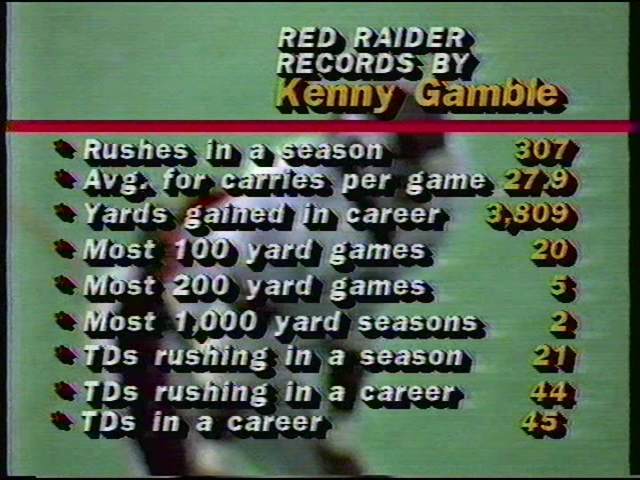 RED RAIDER
RECORDS BY
Kenny Gamble
Rushes in a season 307
Avg. for carries per game 27.9
Yards gained in career 3,809
Most 100 yard games 20
Most 200 yard games 5
Most 1,000 yard seasons 2
TDs rushing in a season 21
TDs rushing in a career 44
TDs in a career 45